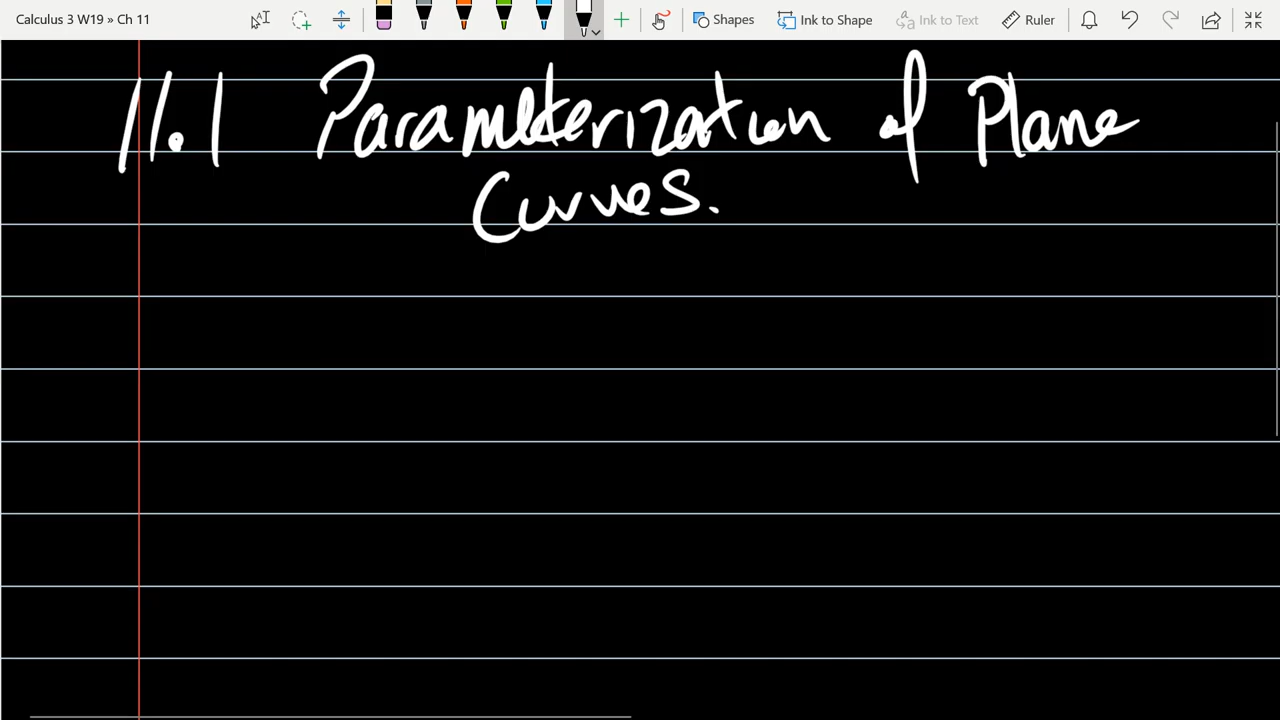 Calculus 3 W19 » Ch 11
Shapes
Ink to Shape
Ink to Text
Ruler
11.1 Parameterization of Plane
Curves.